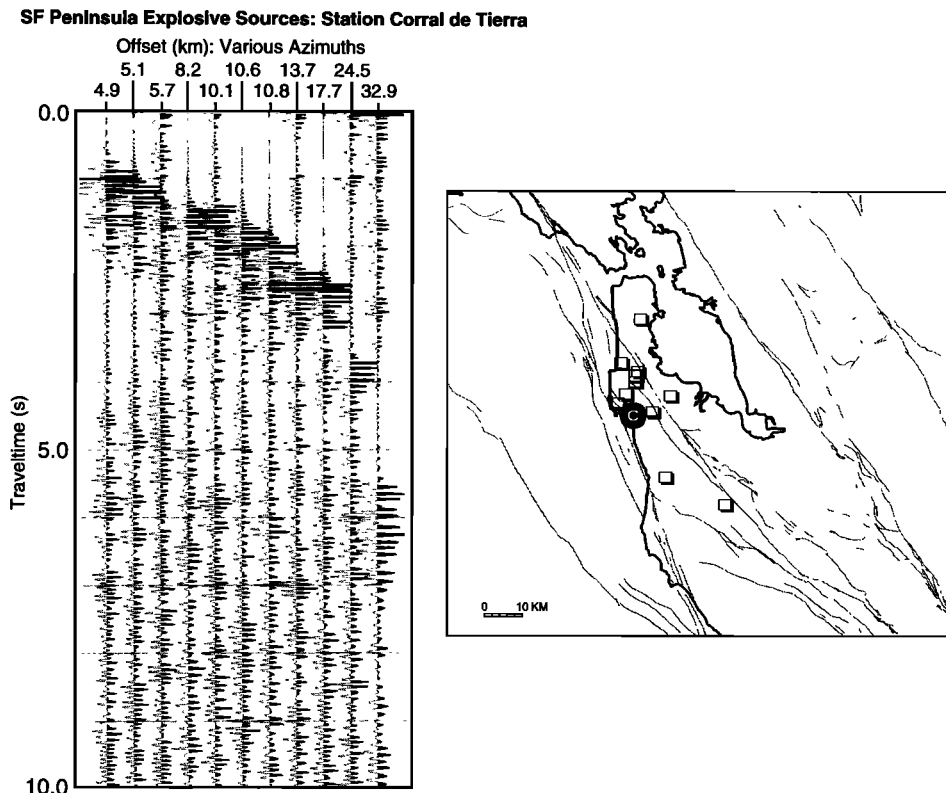 SF Peninsula Explosive Sources: Station Corral de Tierra
Offset (km): Various Azimuths
5.1 8.2 10.6 13.7 24.5
4.9 5.7 10.1 10.8 17.7 32.9
0.0
5.0
10.0
Traveltime (s)
0 10 KM